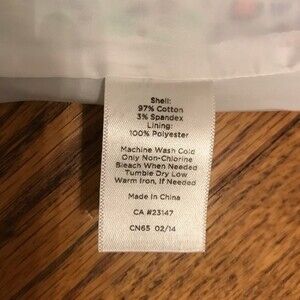 Shell:
97% Cotton
3% Spandex
Lining:
100% Polyester
Machine Wash Cold
Only Non-Chlorine
Bleach When Needed
Tumble Dry Low
Warm Iron, If Needed
Made in China
CA #23147
CN65 02/14